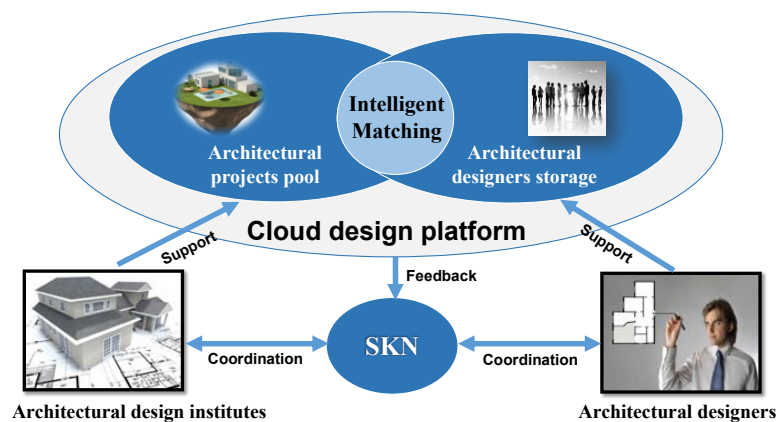 Intelligent
Matching
Architectural
projects pool
Architectural
designers storage
Cloud design platform
Support
Support
Feedback
SKN
Coordination
Coordination
Architectural design institutes
Architectural designers